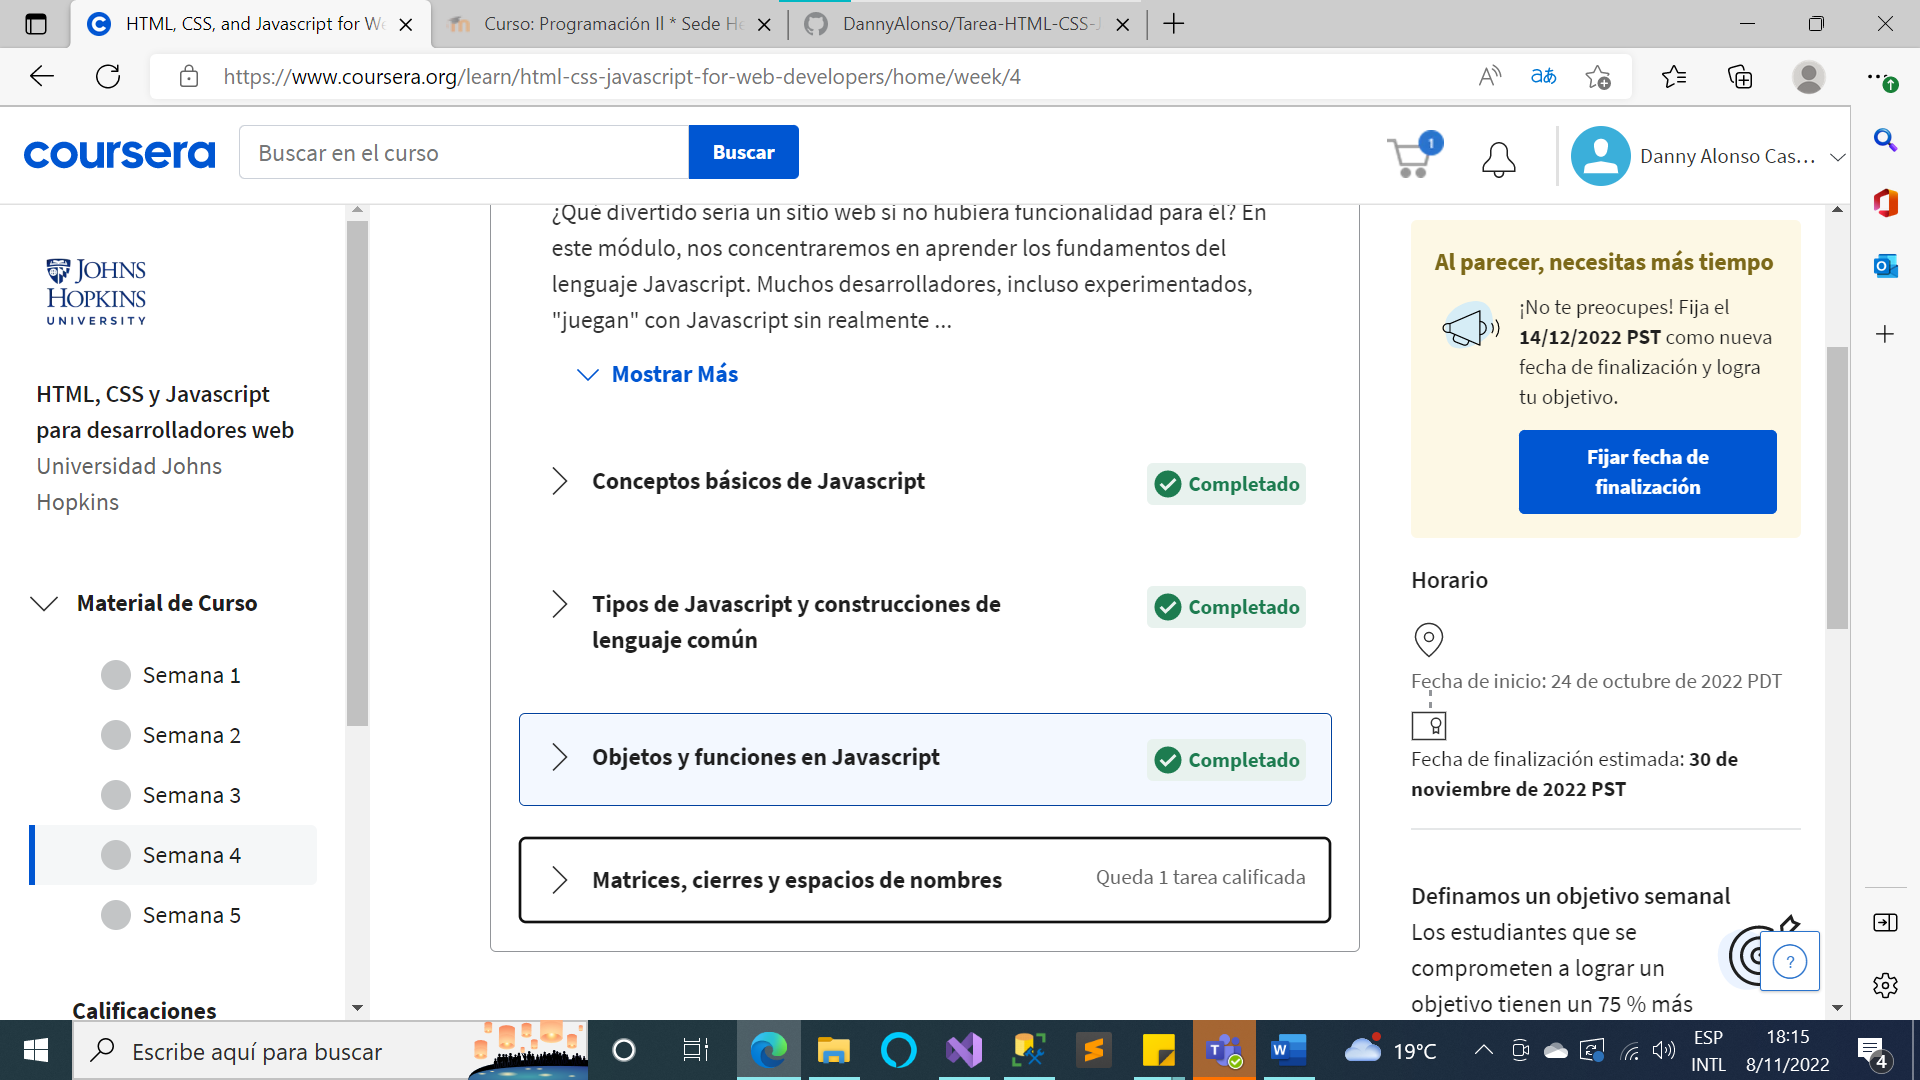 HTML, CSS, and Javascript for We
Curso: Programación II * Sede He
DannyAlonso/Tarea-HTML-CSS-J
https://www.coursera.org/learn/html-css-javascript-for-web-developers/home/week/4
coursera
Buscar en el curso
Buscar
1
Danny Alonso Cas...
JOHNS
HOPKINS
UNIVERSITY
HTML, CSS y Javascript
para desarrolladores web
Universidad Johns
Hopkins
Material de Curso
Semana 1
Semana 2
Semana 3
Semana 4
Semana 5
Calificaciones
¿Qué divertido sería un sitio web si no hubiera funcionalidad para él? En
este módulo, nos concentraremos en aprender los fundamentos del
lenguaje Javascript. Muchos desarrolladores, incluso experimentados,
"juegan" con Javascript sin realmente ...
Mostrar Más
Conceptos básicos de Javascript
Completado
Tipos de Javascript y construcciones de
lenguaje común
Completado
Objetos y funciones en Javascript
Completado
Matrices, cierres y espacios de nombres
Queda 1 tarea calificada
Al parecer, necesitas más tiempo
¡No te preocupes! Fija el
14/12/2022 PST como nueva
fecha de finalización y logra
tu objetivo.
Fijar fecha de
finalización
Horario
Fecha de inicio: 24 de octubre de 2022 PDT
Fecha de finalización estimada: 30 de
noviembre de 2022 PST
Definamos un objetivo semanal
Los estudiantes que se
comprometen a lograr un
objetivo tienen un 75 % más
Escribe aquí para buscar
19°C
ESP
INTL
18:15
8/11/2022
4